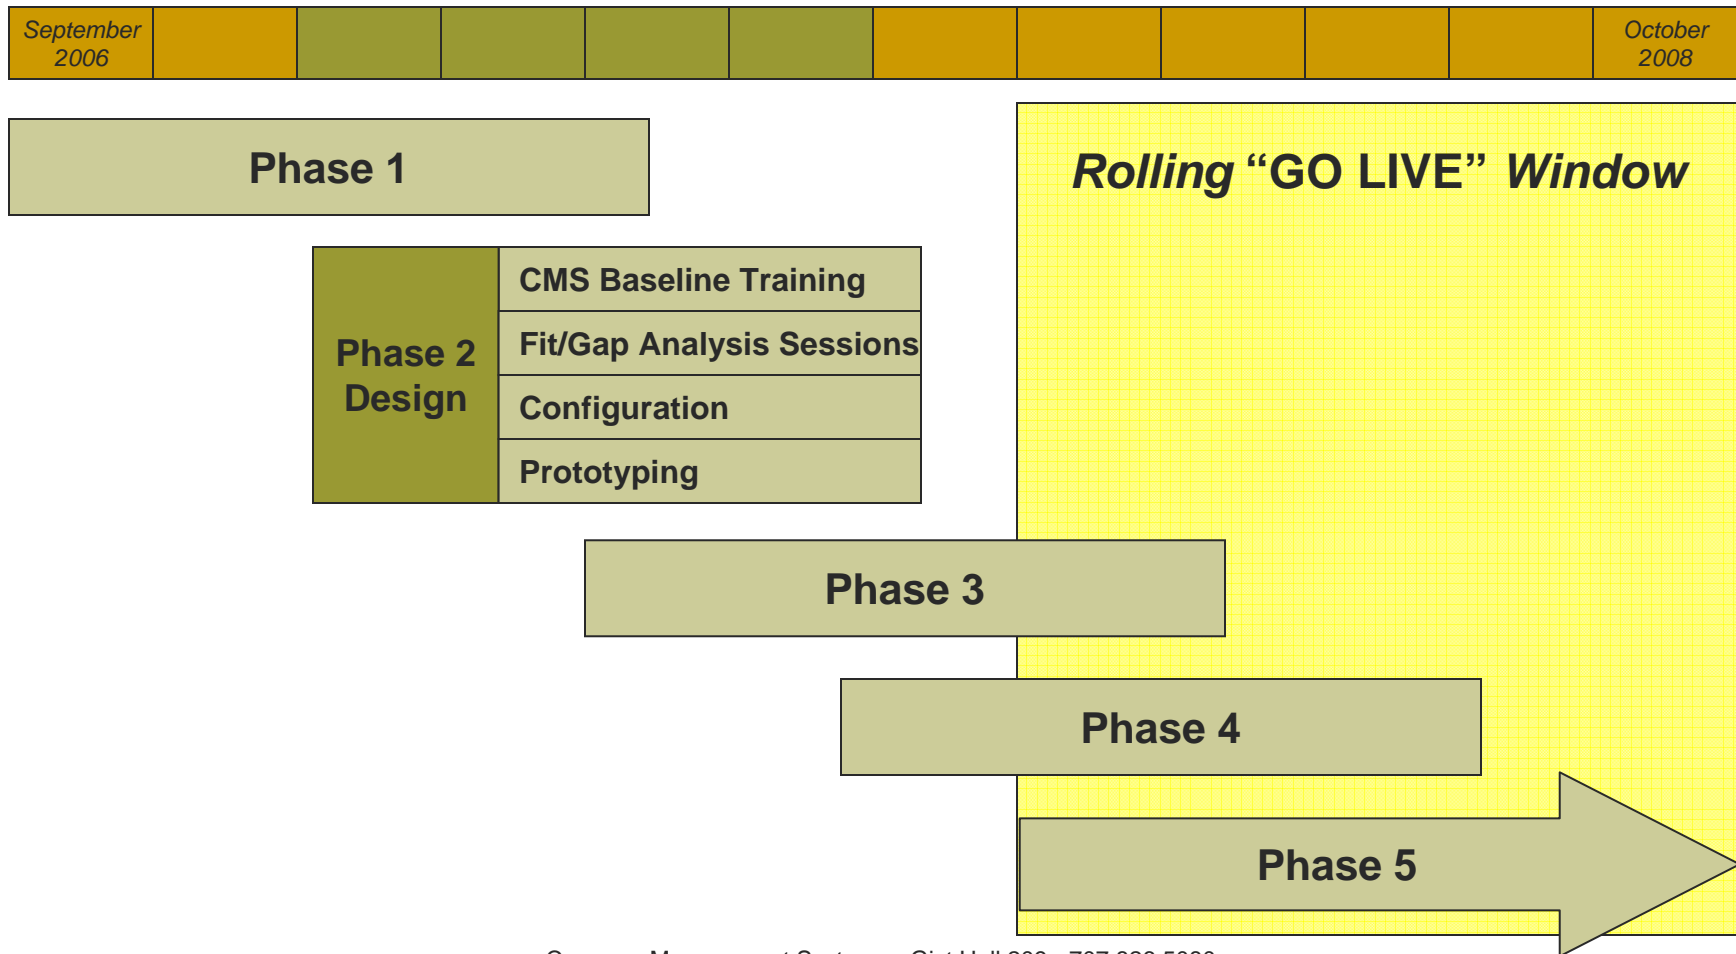 September
2006
October
2008
Phase 1
Rolling “GO LIVE” Window
Phase 2
Design
CMS Baseline Training
Fit/Gap Analysis Sessions
Configuration
Prototyping
Phase 3
Phase 4
Phase 5